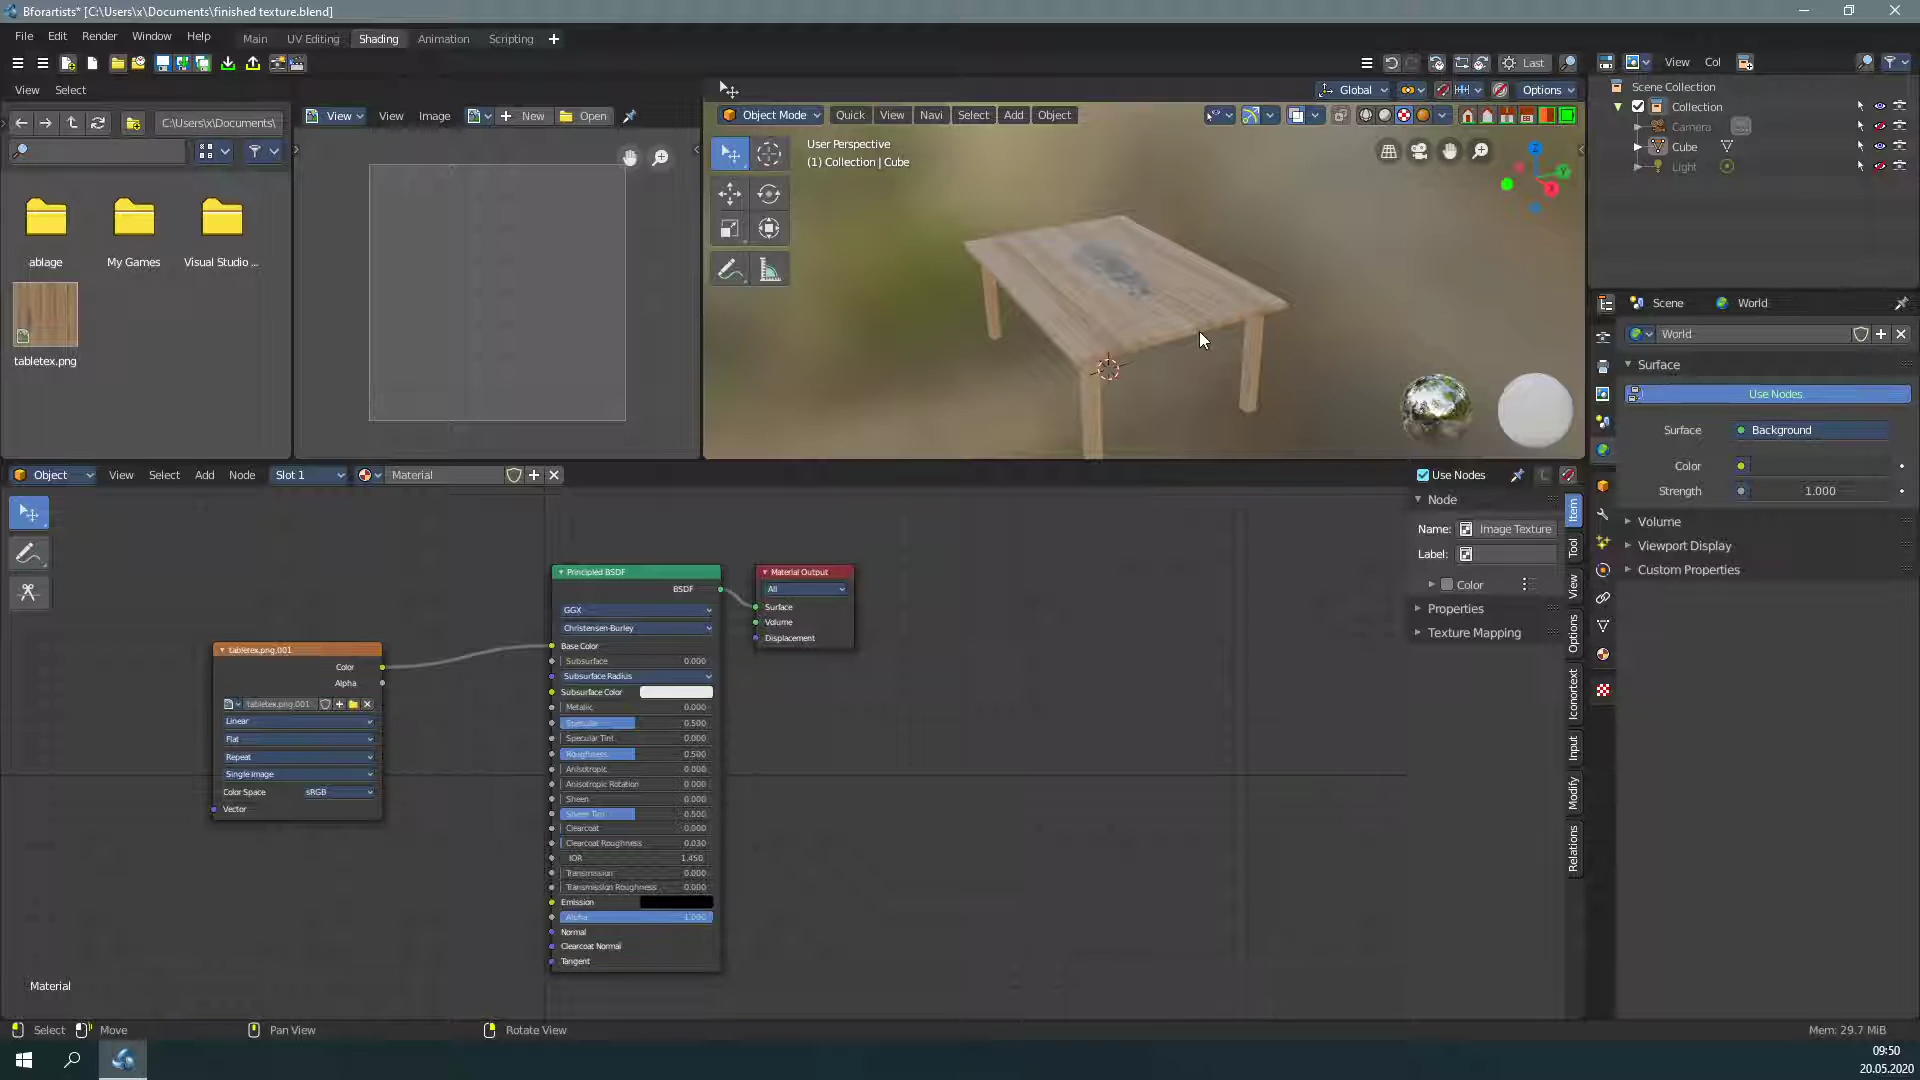 Bforartists* [C:\Users\x\Documents\finished texture.blend]
File Edit Render Window Help
Main UV Editing Shading Animation Scripting
Last
View Select
C:\Users\x\Documents\
ablage My Games Visual Studio ...
tabletex.png
View View Image New Open
Global Options
Object Mode Quick View Navi Select Add Object
User Perspective
(1) Collection | Cube
Z
Y
X
View Col
Scene Collection
Collection
Camera
Cube
Light
Scene World
World
Surface
Use Nodes
Surface Background
Color
Strength 1.000
Volume
Viewport Display
Custom Properties
Object View Select Add Node Slot 1 Material
Use Nodes
Node
Name: Image Texture
Label:
Color
Properties
Texture Mapping
Item
Tool
View
Options
Iconortext
Input
Modify
Relations
tabletex.png.001
Color
Alpha
tabletex.png.001
Linear
Flat
Repeat
Single Image
Color Space sRGB
Vector
Principled BSDF
BSDF
GGX
Christensen-Burley
Base Color
Subsurface 0.000
Subsurface Radius
Subsurface Color
Metallic 0.000
Specular 0.500
Specular Tint 0.000
Roughness 0.500
Anisotropic 0.000
Anisotropic Rotation 0.000
Sheen 0.000
Sheen Tint 0.500
Clearcoat 0.000
Clearcoat Roughness 0.030
IOR 1.450
Transmission 0.000
Transmission Roughness 0.000
Emission
Alpha 1.000
Normal
Clearcoat Normal
Tangent
Material Output
All
Surface
Volume
Displacement
Material
Select Move Pan View Rotate View
Mem: 29.7 MiB
09:50
20.05.2020